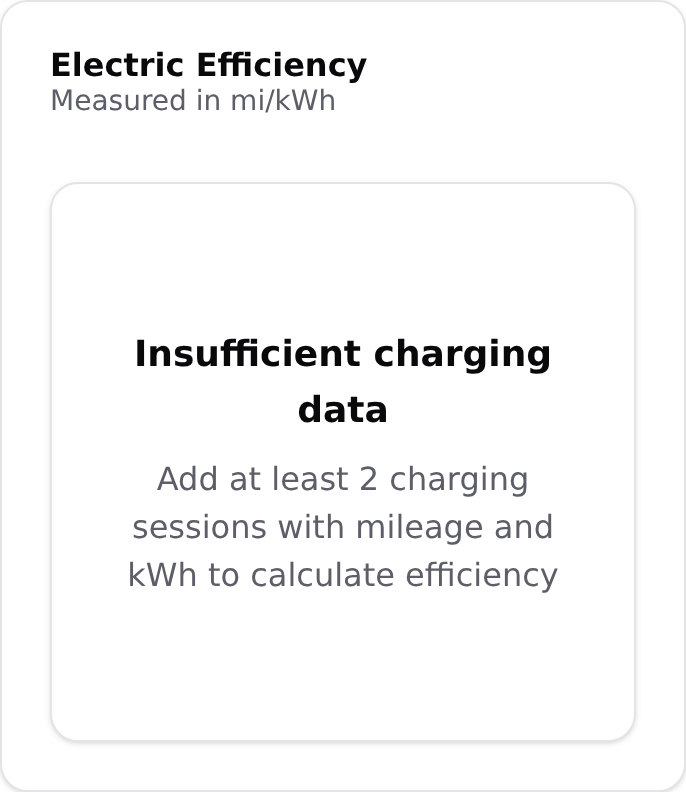 Electric Efficiency
Measured in mi/kWh
Insufficient charging
data
Add at least 2 charging
sessions with mileage and
kWh to calculate efficiency